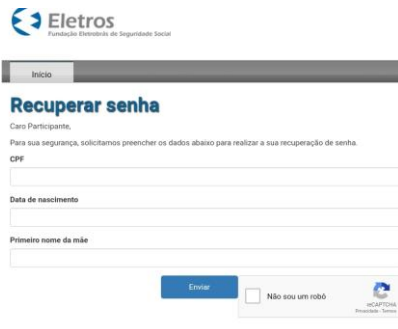 Eletros
Fundação Eletrobrás de Seguridade Social
Início
Recuperar senha
Caro Participante,
Para sua segurança, solicitamos preencher os dados abaixo para realizar a sua recuperação de senha.
CPF
Data de nascimento
Primeiro nome da mãe
Enviar
Não sou um robô
reCAPTCHA
Privacidade - Termos